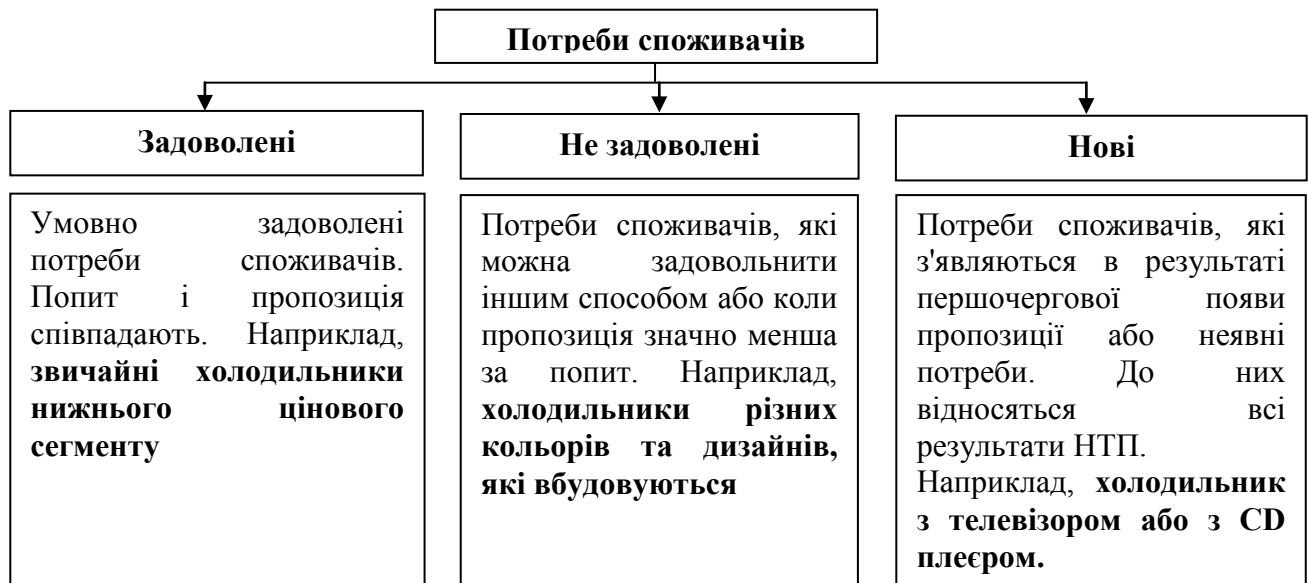 Потреби споживачів
Задоволені
Не задоволені
Нові
Умовно задоволені
потреби споживачів.
Попит і пропозиція
співпадають. Наприклад,
звичайні холодильники
нижнього цінового
сегменту
Потреби споживачів, які
можна задовольнити
іншим способом або коли
пропозиція значно менша
за попит. Наприклад,
холодильники різних
кольорів та дизайнів,
які вбудовуються
Потреби споживачів, які
з'являються в результаті
першочергової появи
пропозиції або неявні
потреби. До них
відносяться всі
результати НТП.
Наприклад, холодильник
з телевізором або з CD
плеєром.